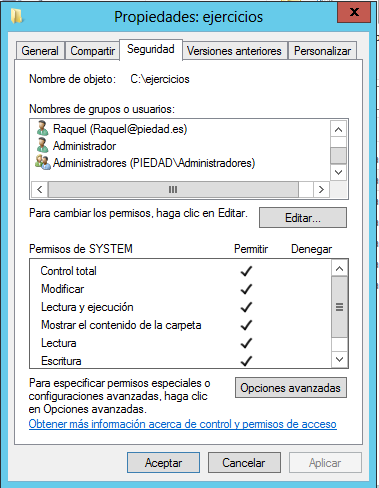 Propiedades: ejercicios
General Compartir Seguridad Versiones anteriores Personalizar
Nombre de objeto: C:\ejercicios
Nombres de grupos o usuarios:
Raquel (Raquel@piedad.es)
Administrador
Administradores (PIEDAD\Administradores)
Para cambiar los permisos, haga clic en Editar.
Editar...
Permisos de SYSTEM Permitir Denegar
Control total
Modificar
Lectura y ejecución
Mostrar el contenido de la carpeta
Lectura
Escritura
Para especificar permisos especiales o
configuraciones avanzadas, haga clic
en Opciones avanzadas.
Opciones avanzadas
Obtener más información acerca de control y permisos de acceso
Aceptar Cancelar Aplicar